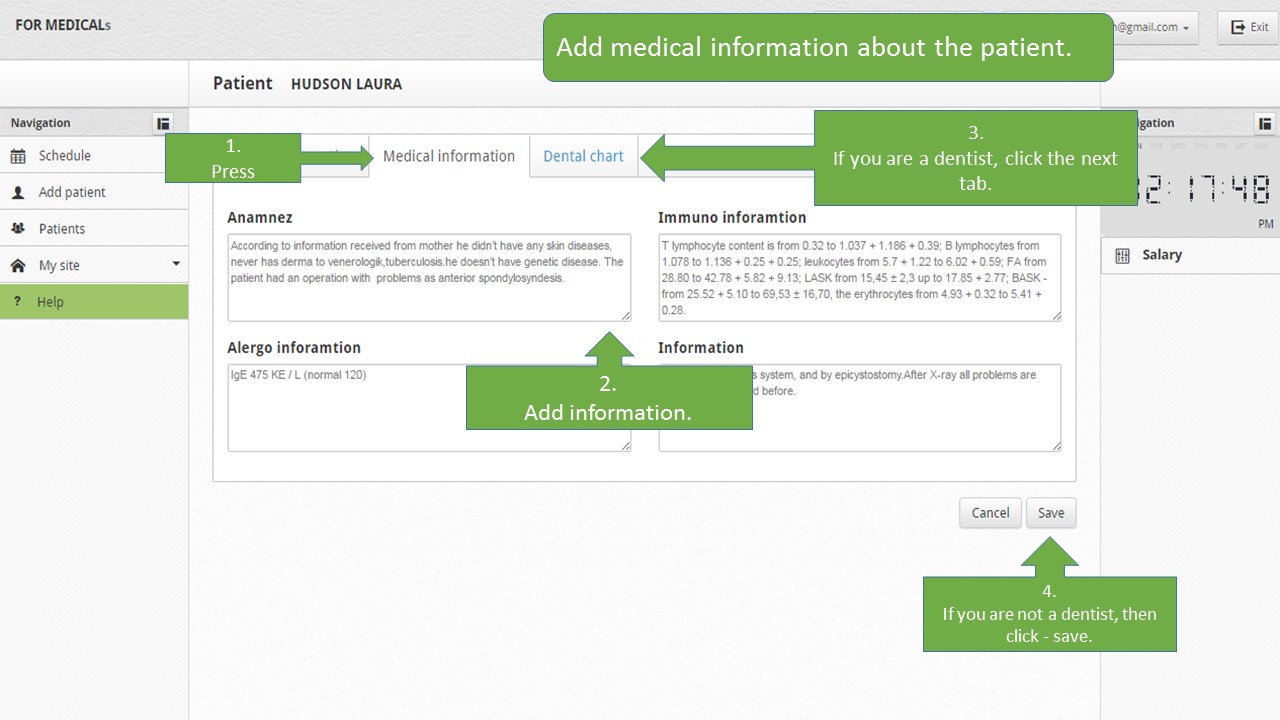 FOR MEDICALs
Add medical information about the patient.
@gmail.com
Exit
Patient HUDSON LAURA
Navigation
Schedule
Add patient
Patients
My site
? Help
1.
Press
Medical information
Dental chart
3.
If you are a dentist, click the next
tab.
TUE WED THU FRI SAT SUN
2:17:48
PM
Salary
Anamnez
According to information received from mother he didn't have any skin diseases,
never has derma to venerologik,tuberculosis.he doesn't have genetic disease. The
patient had an operation with problems as anterior spondylosyndesis.
Immuno inforamtion
T lymphocyte content is from 0.32 to 1.037 + 1.186 + 0.39; B lymphocytes from
1.078 to 1.136 + 0.25 + 0.25; leukocytes from 5.7 + 1.22 to 6.02 + 0.59; FA from
28.80 to 42.78 + 5.82 + 9.13; LASK from 15,45 ± 2,3 up to 17.85 + 2.77; BASK -
from 25.52 + 5.10 to 69,53 ± 16,70, the erythrocytes from 4.93 + 0.32 to 5.41 +
0.28.
Alergo inforamtion
IgE 475 KE / L (normal 120)
Information
system, and by epicystostomy.After X-ray all problems are
before.
2.
Add information.
Cancel
Save
4.
If you are not a dentist, then
click - save.